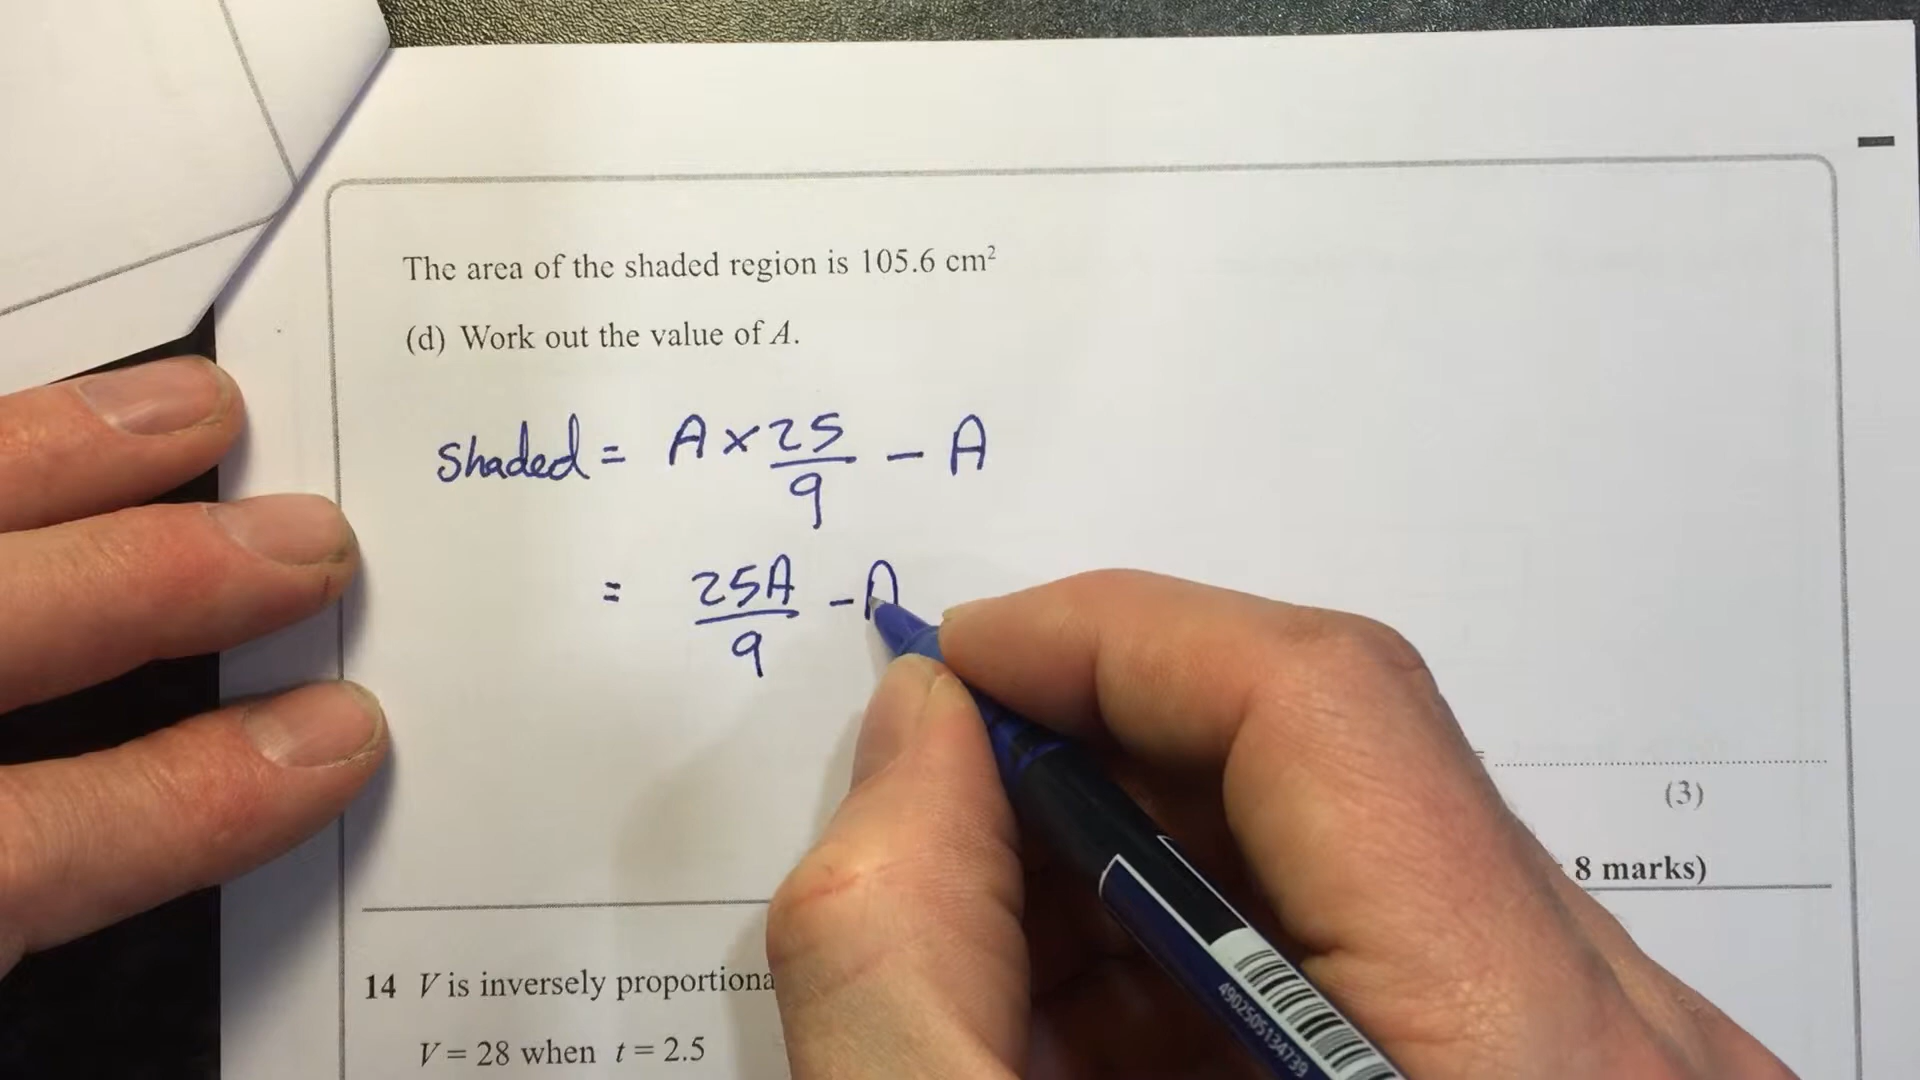 The area of the shaded region is 105.6 cm²
(d) Work out the value of A.
Shaded = A × 25/9 − A
= 25A/9 − A
= ........................................
(3)
8 marks)
14 V is inversely
V = 28 when t = 2.5
4902505134739